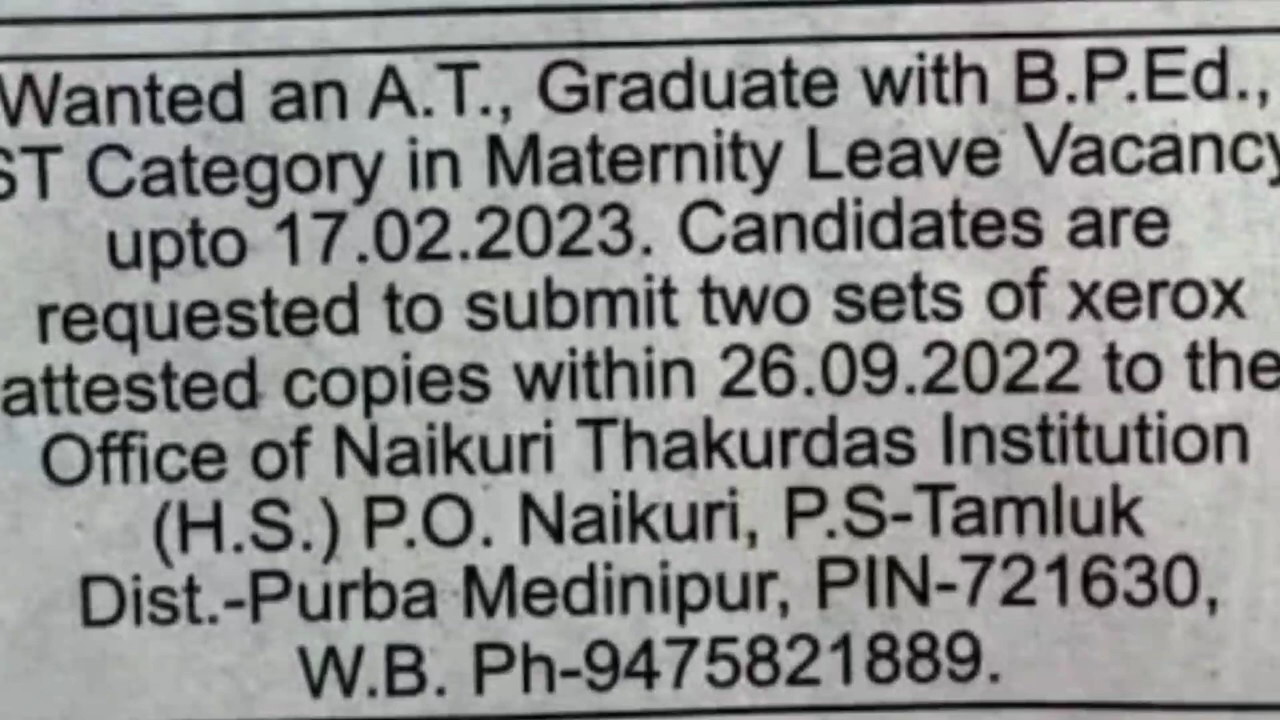 Wanted an A.T., Graduate with B.P.Ed.,
ST Category in Maternity Leave Vacancy
upto 17.02.2023. Candidates are
requested to submit two sets of xerox
attested copies within 26.09.2022 to the
Office of Naikuri Thakurdas Institution
(H.S.) P.O. Naikuri, P.S-Tamluk
Dist.-Purba Medinipur, PIN-721630,
W.B. Ph-9475821889.